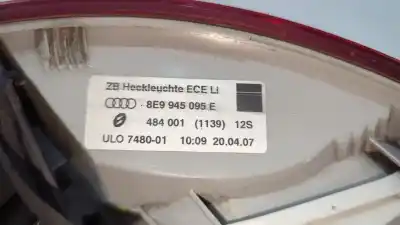 ZB Heckleuchte ECE Li
8E9 945 095 E
484 001 (1139) 12S
ULO 7480-01 10:09 20.04.07